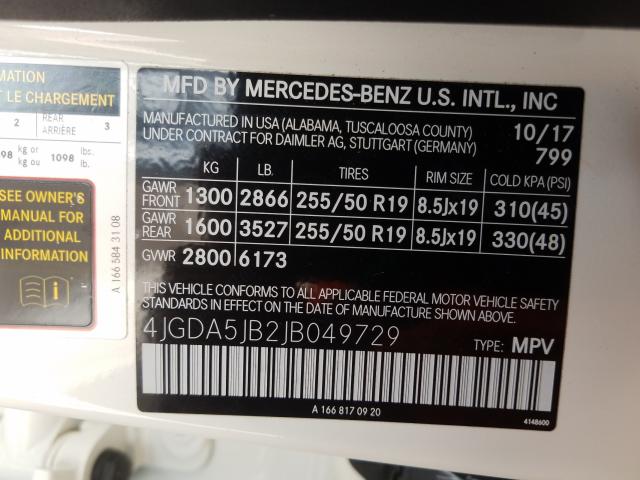 MATION
T LE CHARGEMENT
2 REAR ARRIÈRE 3
98 kg or kg ou 1098 lbs. lb.
SEE OWNER'S
MANUAL FOR
ADDITIONAL
INFORMATION
A 166 584 31 08
MFD BY MERCEDES-BENZ U.S. INTL., INC
MANUFACTURED IN USA (ALABAMA, TUSCALOOSA COUNTY) 10/17
UNDER CONTRACT FOR DAIMLER AG, STUTTGART (GERMANY) 799
KG LB. TIRES RIM SIZE COLD KPA (PSI)
GAWR FRONT 1300 2866 255/50 R19 8.5Jx19 310(45)
GAWR REAR 1600 3527 255/50 R19 8.5Jx19 330(48)
GVWR 2800 6173
THIS VEHICLE CONFORMS TO ALL APPLICABLE FEDERAL MOTOR VEHICLE SAFETY
STANDARDS IN EFFECT ON THE DATE OF MANUFACTURE SHOWN ABOVE.
4JGDA5JB2JB049729 TYPE: MPV
A 166 817 09 20
4148600